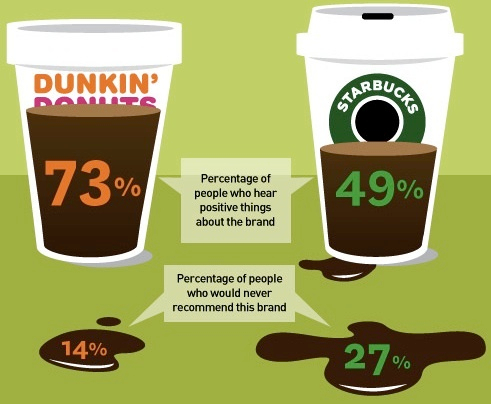 DUNKIN'
DONUTS
STARBUCKS
73%
Percentage of
people who hear
positive things
about the brand
49%
Percentage of people
who would never
recommend this brand
14%
27%